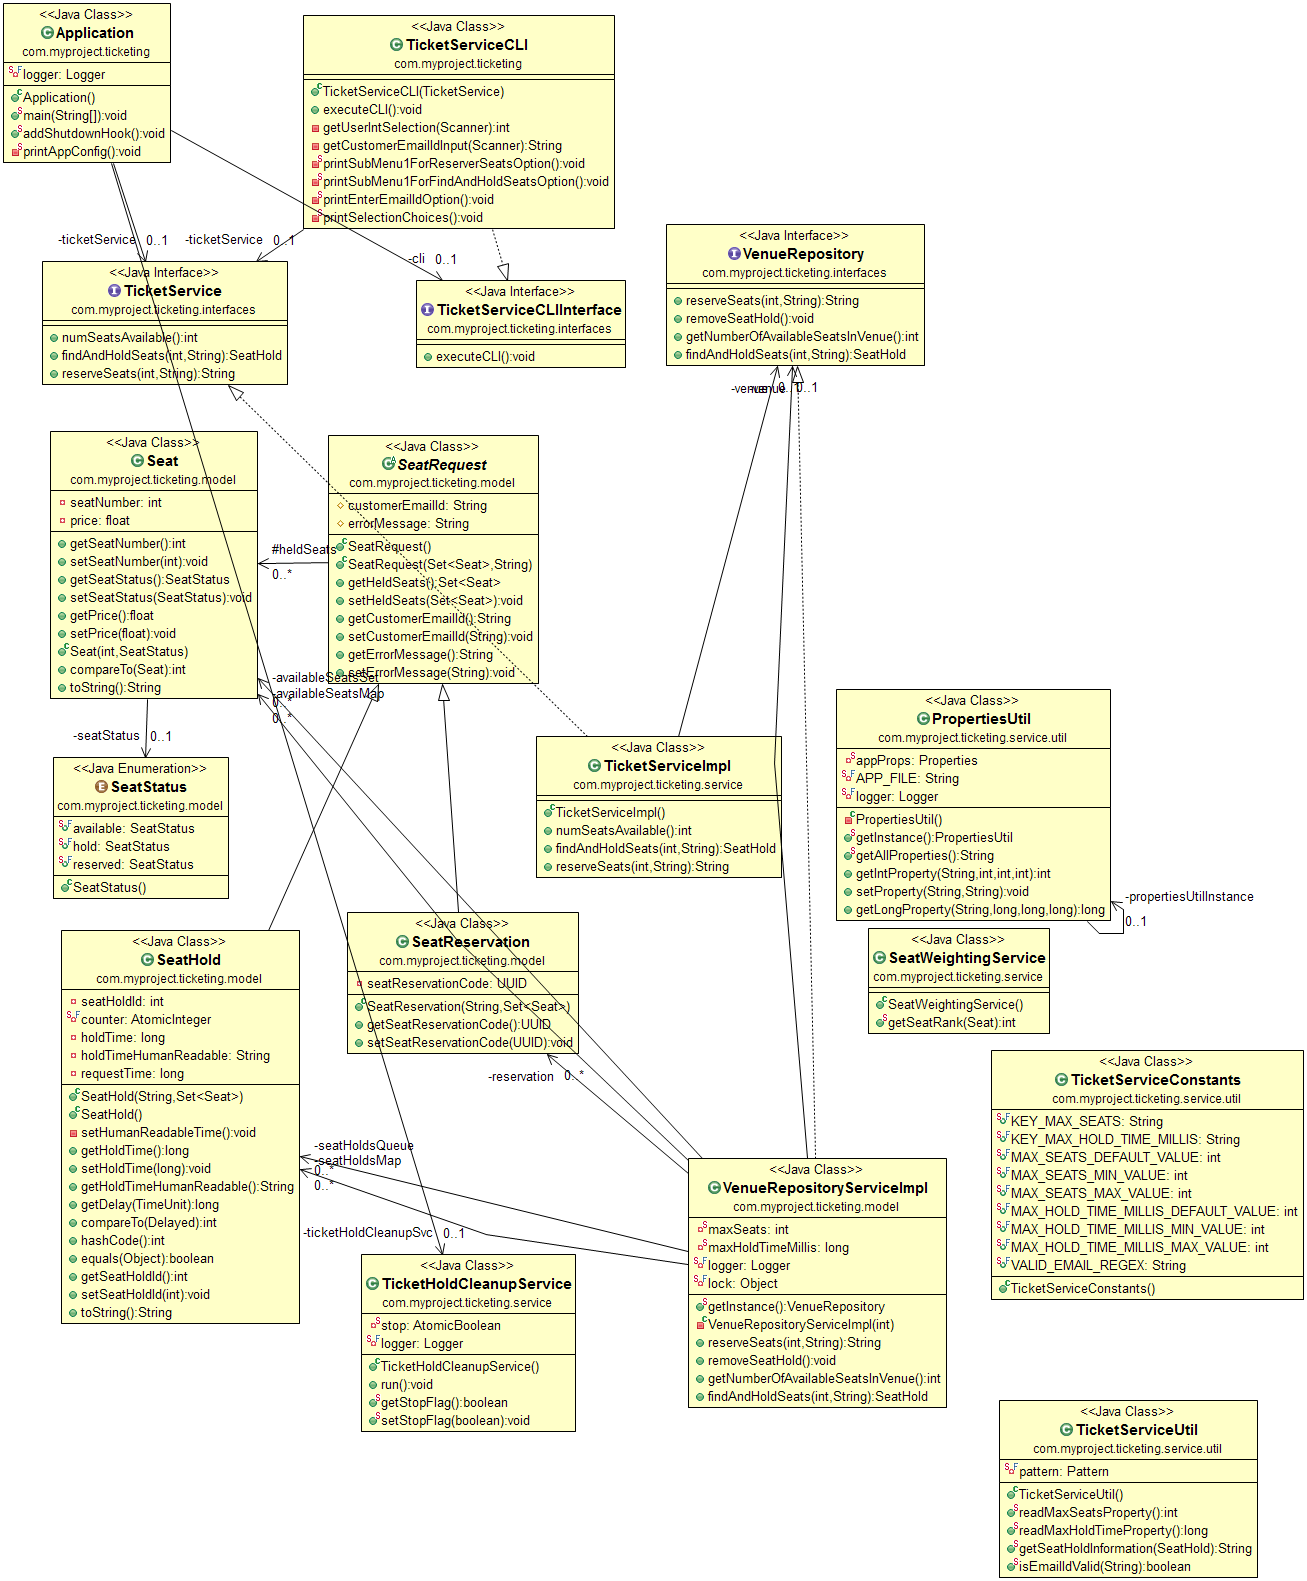 <<Java Class>>
Application
com.myproject.ticketing
logger: Logger
Application()
main(String[]):void
addShutdownHook():void
printAppConfig():void
<<Java Class>>
TicketServiceCLI
com.myproject.ticketing
TicketServiceCLI(TicketService)
executeCLI():void
getUserIntSelection(Scanner):int
getCustomerEmailIdInput(Scanner):String
printSubMenu1ForReserverSeatsOption():void
printSubMenu1ForFindAndHoldSeatsOption():void
printEnterEmailIdOption():void
printSelectionChoices():void
-ticketService 0..1
-ticketService 0..1
-cli 0..1
<<Java Interface>>
TicketService
com.myproject.ticketing.interfaces
numSeatsAvailable():int
findAndHoldSeats(int,String):SeatHold
reserveSeats(int,String):String
<<Java Interface>>
TicketServiceCLIInterface
com.myproject.ticketing.interfaces
executeCLI():void
<<Java Interface>>
VenueRepository
com.myproject.ticketing.interfaces
reserveSeats(int,String):String
removeSeatHold():void
getNumberOfAvailableSeatsInVenue():int
findAndHoldSeats(int,String):SeatHold
-venue 0..1
-venue 0..1
<<Java Class>>
Seat
com.myproject.ticketing.model
seatNumber: int
price: float
getSeatNumber():int
setSeatNumber(int):void
getSeatStatus():SeatStatus
setSeatStatus(SeatStatus):void
getPrice():float
setPrice(float):void
Seat(int,SeatStatus)
compareTo(Seat):int
toString():String
#heldSeats
0..*
<<Java Class>>
SeatRequest
com.myproject.ticketing.model
customerEmailId: String
errorMessage: String
SeatRequest()
SeatRequest(Set<Seat>,String)
getHeldSeats():Set<Seat>
setHeldSeats(Set<Seat>):void
getCustomerEmailId():String
setCustomerEmailId(String):void
getErrorMessage():String
setErrorMessage(String):void
-availableSeatsSet
-availableSeatsMap
0..*
0..*
-seatStatus 0..1
<<Java Enumeration>>
SeatStatus
com.myproject.ticketing.model
available: SeatStatus
hold: SeatStatus
reserved: SeatStatus
SeatStatus()
<<Java Class>>
TicketServiceImpl
com.myproject.ticketing.service
TicketServiceImpl()
numSeatsAvailable():int
findAndHoldSeats(int,String):SeatHold
reserveSeats(int,String):String
<<Java Class>>
PropertiesUtil
com.myproject.ticketing.service.util
appProps: Properties
APP_FILE: String
logger: Logger
PropertiesUtil()
getInstance():PropertiesUtil
getAllProperties():String
getIntProperty(String,int,int,int):int
setProperty(String,String):void
getLongProperty(String,long,long,long):long
-propertiesUtilInstance
0..1
<<Java Class>>
SeatHold
com.myproject.ticketing.model
seatHoldId: int
counter: AtomicInteger
holdTime: long
holdTimeHumanReadable: String
requestTime: long
SeatHold(String,Set<Seat>)
SeatHold()
setHumanReadableTime():void
getHoldTime():long
setHoldTime(long):void
getHoldTimeHumanReadable():String
getDelay(TimeUnit):long
compareTo(Delayed):int
hashCode():int
equals(Object):boolean
getSeatHoldId():int
setSeatHoldId(int):void
toString():String
<<Java Class>>
SeatReservation
com.myproject.ticketing.model
seatReservationCode: UUID
SeatReservation(String,Set<Seat>)
getSeatReservationCode():UUID
setSeatReservationCode(UUID):void
-reservation 0..*
<<Java Class>>
SeatWeightingService
com.myproject.ticketing.service
SeatWeightingService()
getSeatRank(Seat):int
<<Java Class>>
TicketServiceConstants
com.myproject.ticketing.service.util
KEY_MAX_SEATS: String
KEY_MAX_HOLD_TIME_MILLIS: String
MAX_SEATS_DEFAULT_VALUE: int
MAX_SEATS_MIN_VALUE: int
MAX_SEATS_MAX_VALUE: int
MAX_HOLD_TIME_MILLIS_DEFAULT_VALUE: int
MAX_HOLD_TIME_MILLIS_MIN_VALUE: int
MAX_HOLD_TIME_MILLIS_MAX_VALUE: int
VALID_EMAIL_REGEX: String
TicketServiceConstants()
-seatHoldsQueue
-seatHoldsMap
0..*
0..*
-ticketHoldCleanupSvc 0..1
<<Java Class>>
VenueRepositoryServiceImpl
com.myproject.ticketing.model
maxSeats: int
maxHoldTimeMillis: long
logger: Logger
lock: Object
getInstance():VenueRepository
VenueRepositoryServiceImpl(int)
reserveSeats(int,String):String
removeSeatHold():void
getNumberOfAvailableSeatsInVenue():int
findAndHoldSeats(int,String):SeatHold
<<Java Class>>
TicketHoldCleanupService
com.myproject.ticketing.service
stop: AtomicBoolean
logger: Logger
TicketHoldCleanupService()
run():void
getStopFlag():boolean
setStopFlag(boolean):void
<<Java Class>>
TicketServiceUtil
com.myproject.ticketing.service.util
pattern: Pattern
TicketServiceUtil()
readMaxSeatsProperty():int
readMaxHoldTimeProperty():long
getSeatHoldInformation(SeatHold):String
isEmailIdValid(String):boolean